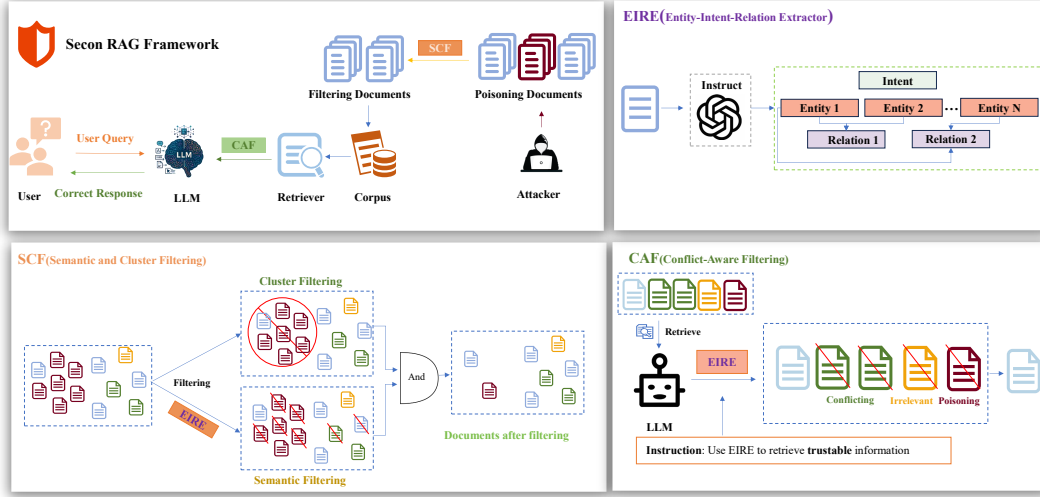 Secon RAG Framework
SCF
Filtering Documents
Poisoning Documents
User Query
CAF
LLM
Correct Response
User
LLM
Retriever
Corpus
Attacker
EIRE(Entity-Intent-Relation Extractor)
Instruct
Intent
Entity 1
Entity 2
...
Entity N
Relation 1
Relation 2
SCF(Semantic and Cluster Filtering)
Cluster Filtering
Filtering
EIRE
And
Documents after filtering
Semantic Filtering
CAF(Conflict-Aware Filtering)
Retrieve
EIRE
LLM
Conflicting
Irrelevant
Poisoning
Instruction: Use EIRE to retrieve trustable information